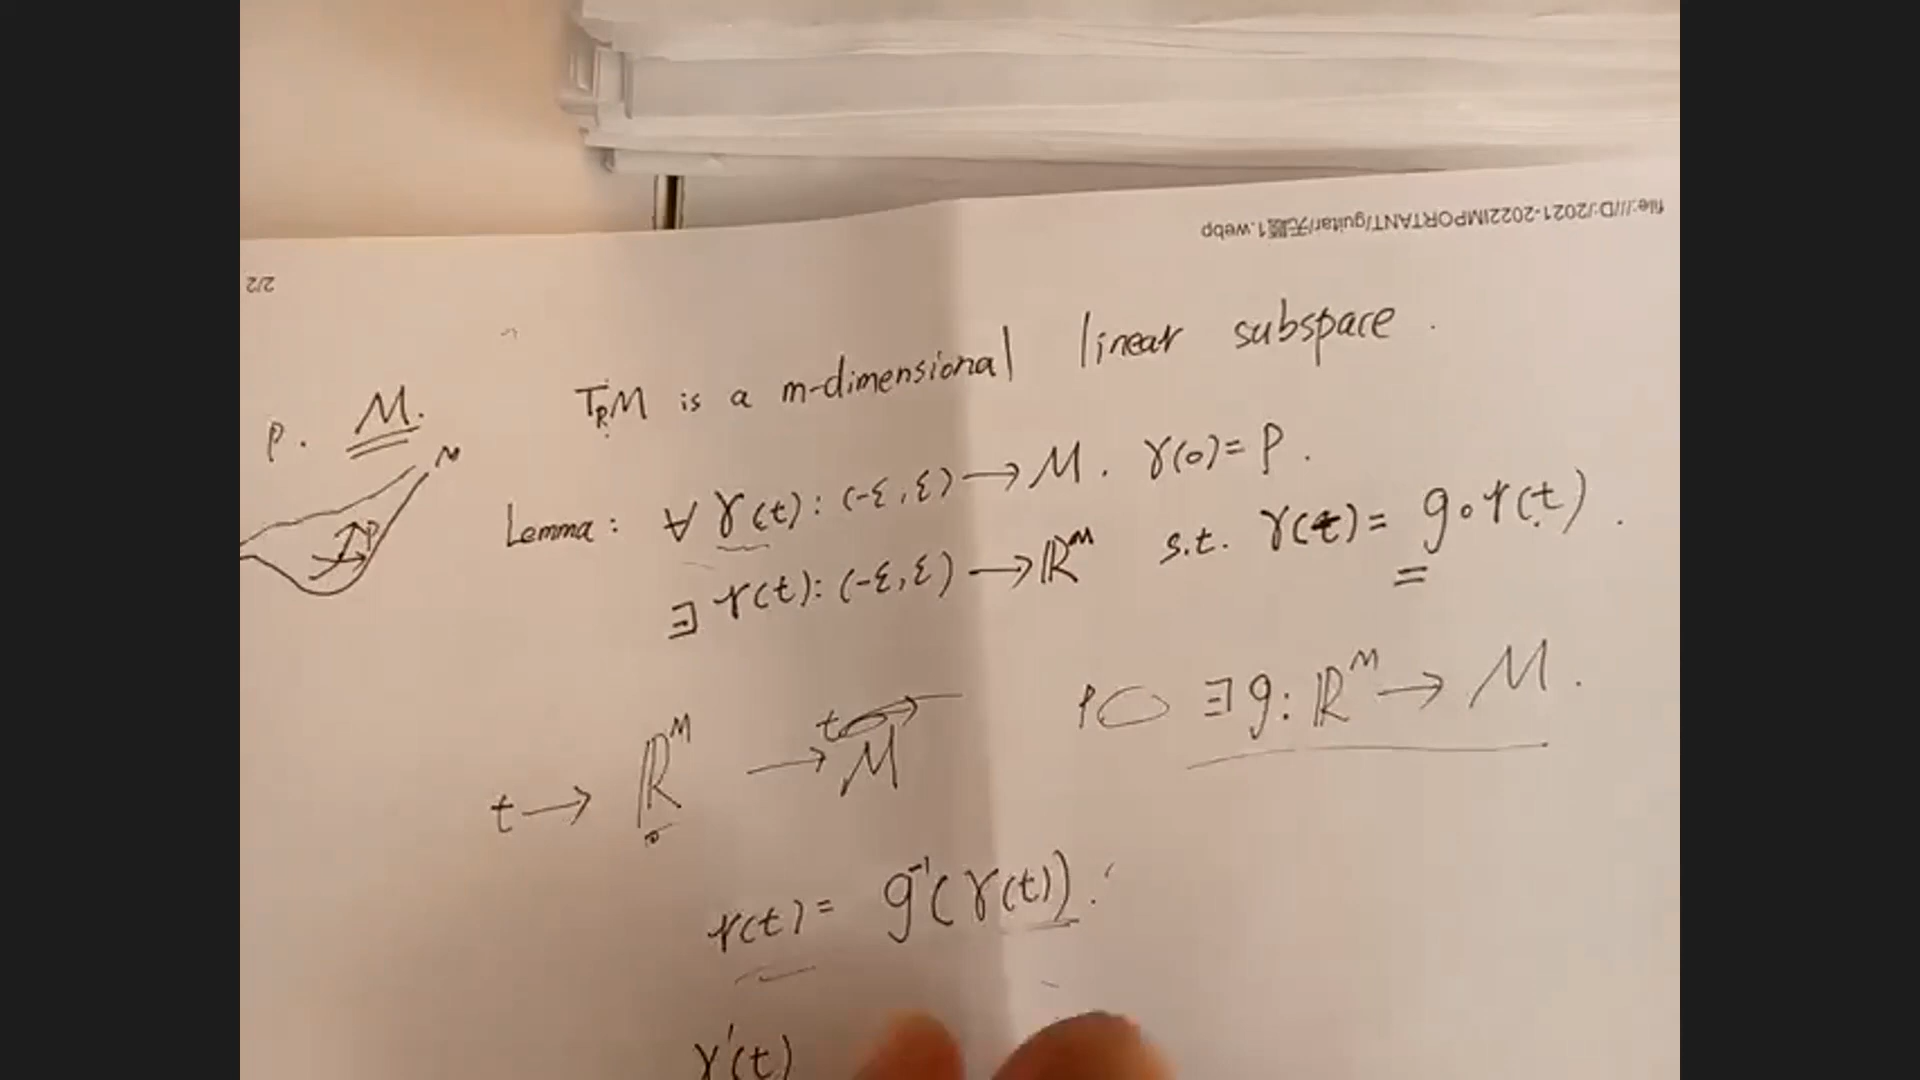 file:///D:/2021-2022IMPORTANT/guitar/无题1.webp
2/2
TₚM is a m-dimensional linear subspace.
p. M.
M
P
Lemma: ∀ γ(t): (-ε, ε) → M. γ(0) = P.
∃ r(t): (-ε, ε) → ℝᴹ s.t. γ(t) = g∘r(t).
P ∃ g: ℝᴹ → M.
t → ℝᴹ → M
t
r(t) = g⁻¹(γ(t)).
γ'(t)